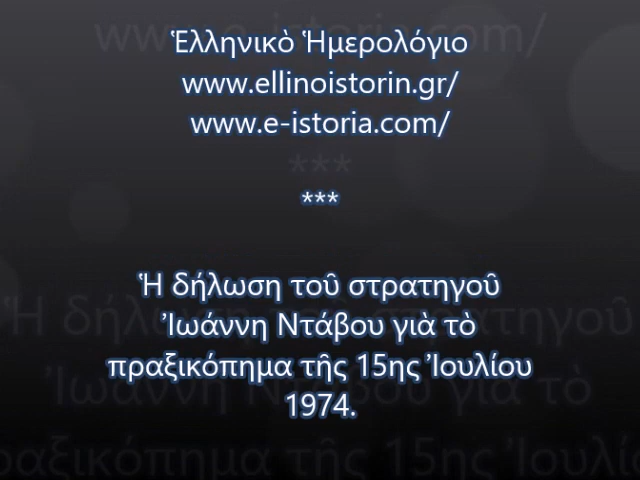 Ἑλληνικὸ Ἡμερολόγιο
www.ellinoistorin.gr/
www.e-istoria.com/
***
Ἡ δήλωση τοῦ στρατηγοῦ
Ἰωάννη Ντάβου γιὰ τὸ
πραξικόπημα τῆς 15ης Ἰουλίου
1974.